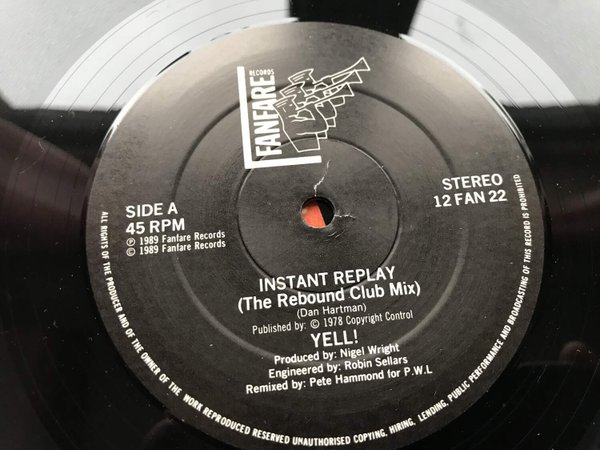 FANFARE
RECORDS
SIDE A
45 RPM
℗ 1989 Fanfare Records
© 1989 Fanfare Records
STEREO
12 FAN 22
INSTANT REPLAY
(The Rebound Club Mix)
(Dan Hartman)
Published by: © 1978 Copyright Control
YELL!
Produced by: Nigel Wright
Engineered by: Robin Sellars
Remixed by: Pete Hammond for P.W.L
ALL RIGHTS OF THE PRODUCER AND OF THE OWNER OF THE WORK REPRODUCED RESERVED UNAUTHORISED COPYING, HIRING, LENDING, PUBLIC PERFORMANCE AND BROADCASTING OF THIS RECORD IS PROHIBITED